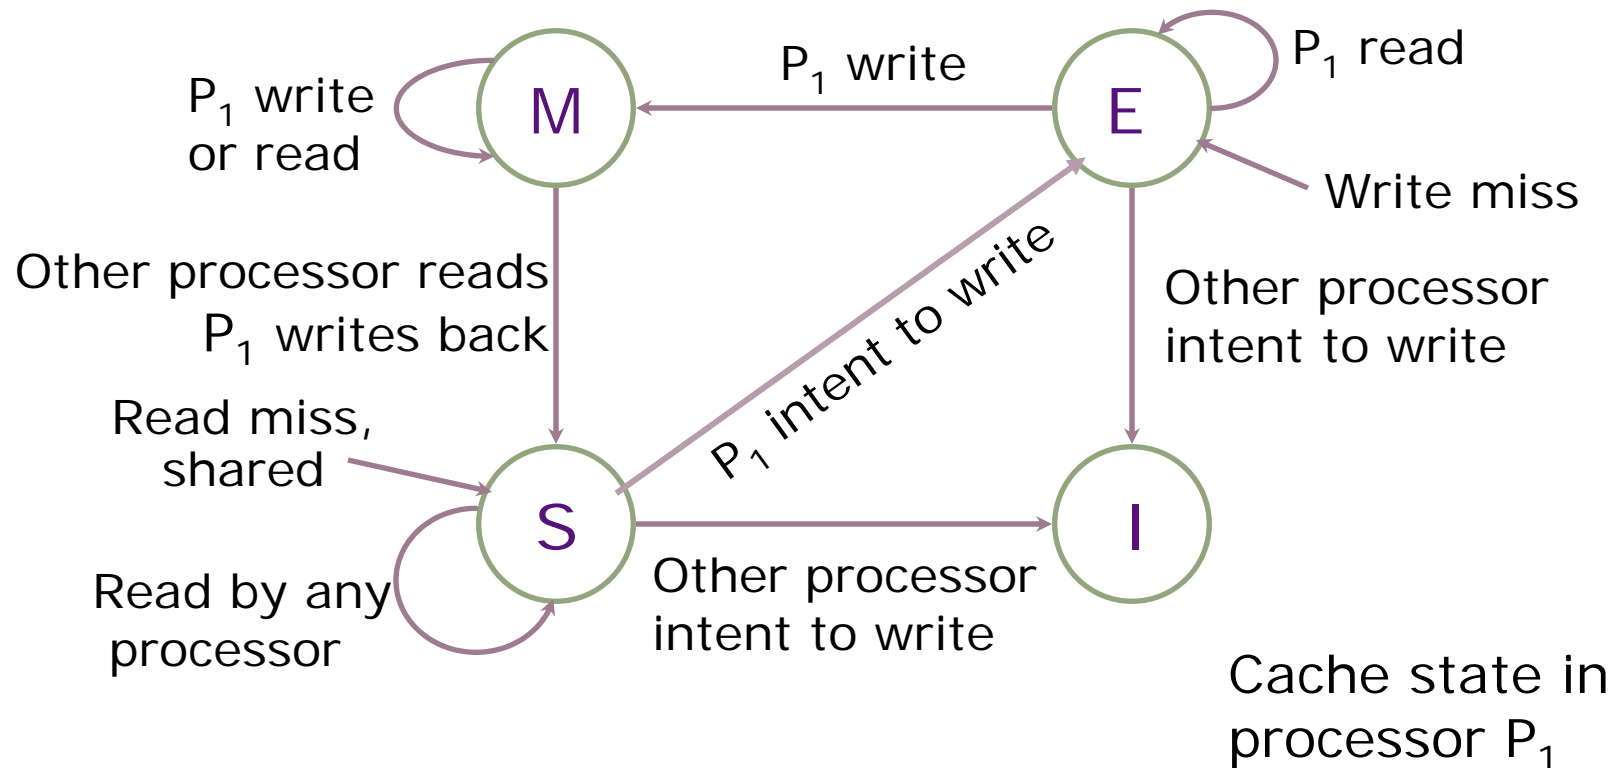 P₁ write
P₁ read
M
E
P₁ write
or read
Write miss
Other processor reads
P₁ writes back
P₁ intent to write
Other processor
intent to write
Read miss,
shared
S
I
Read by any
processor
Other processor
intent to write
Cache state in
processor P₁